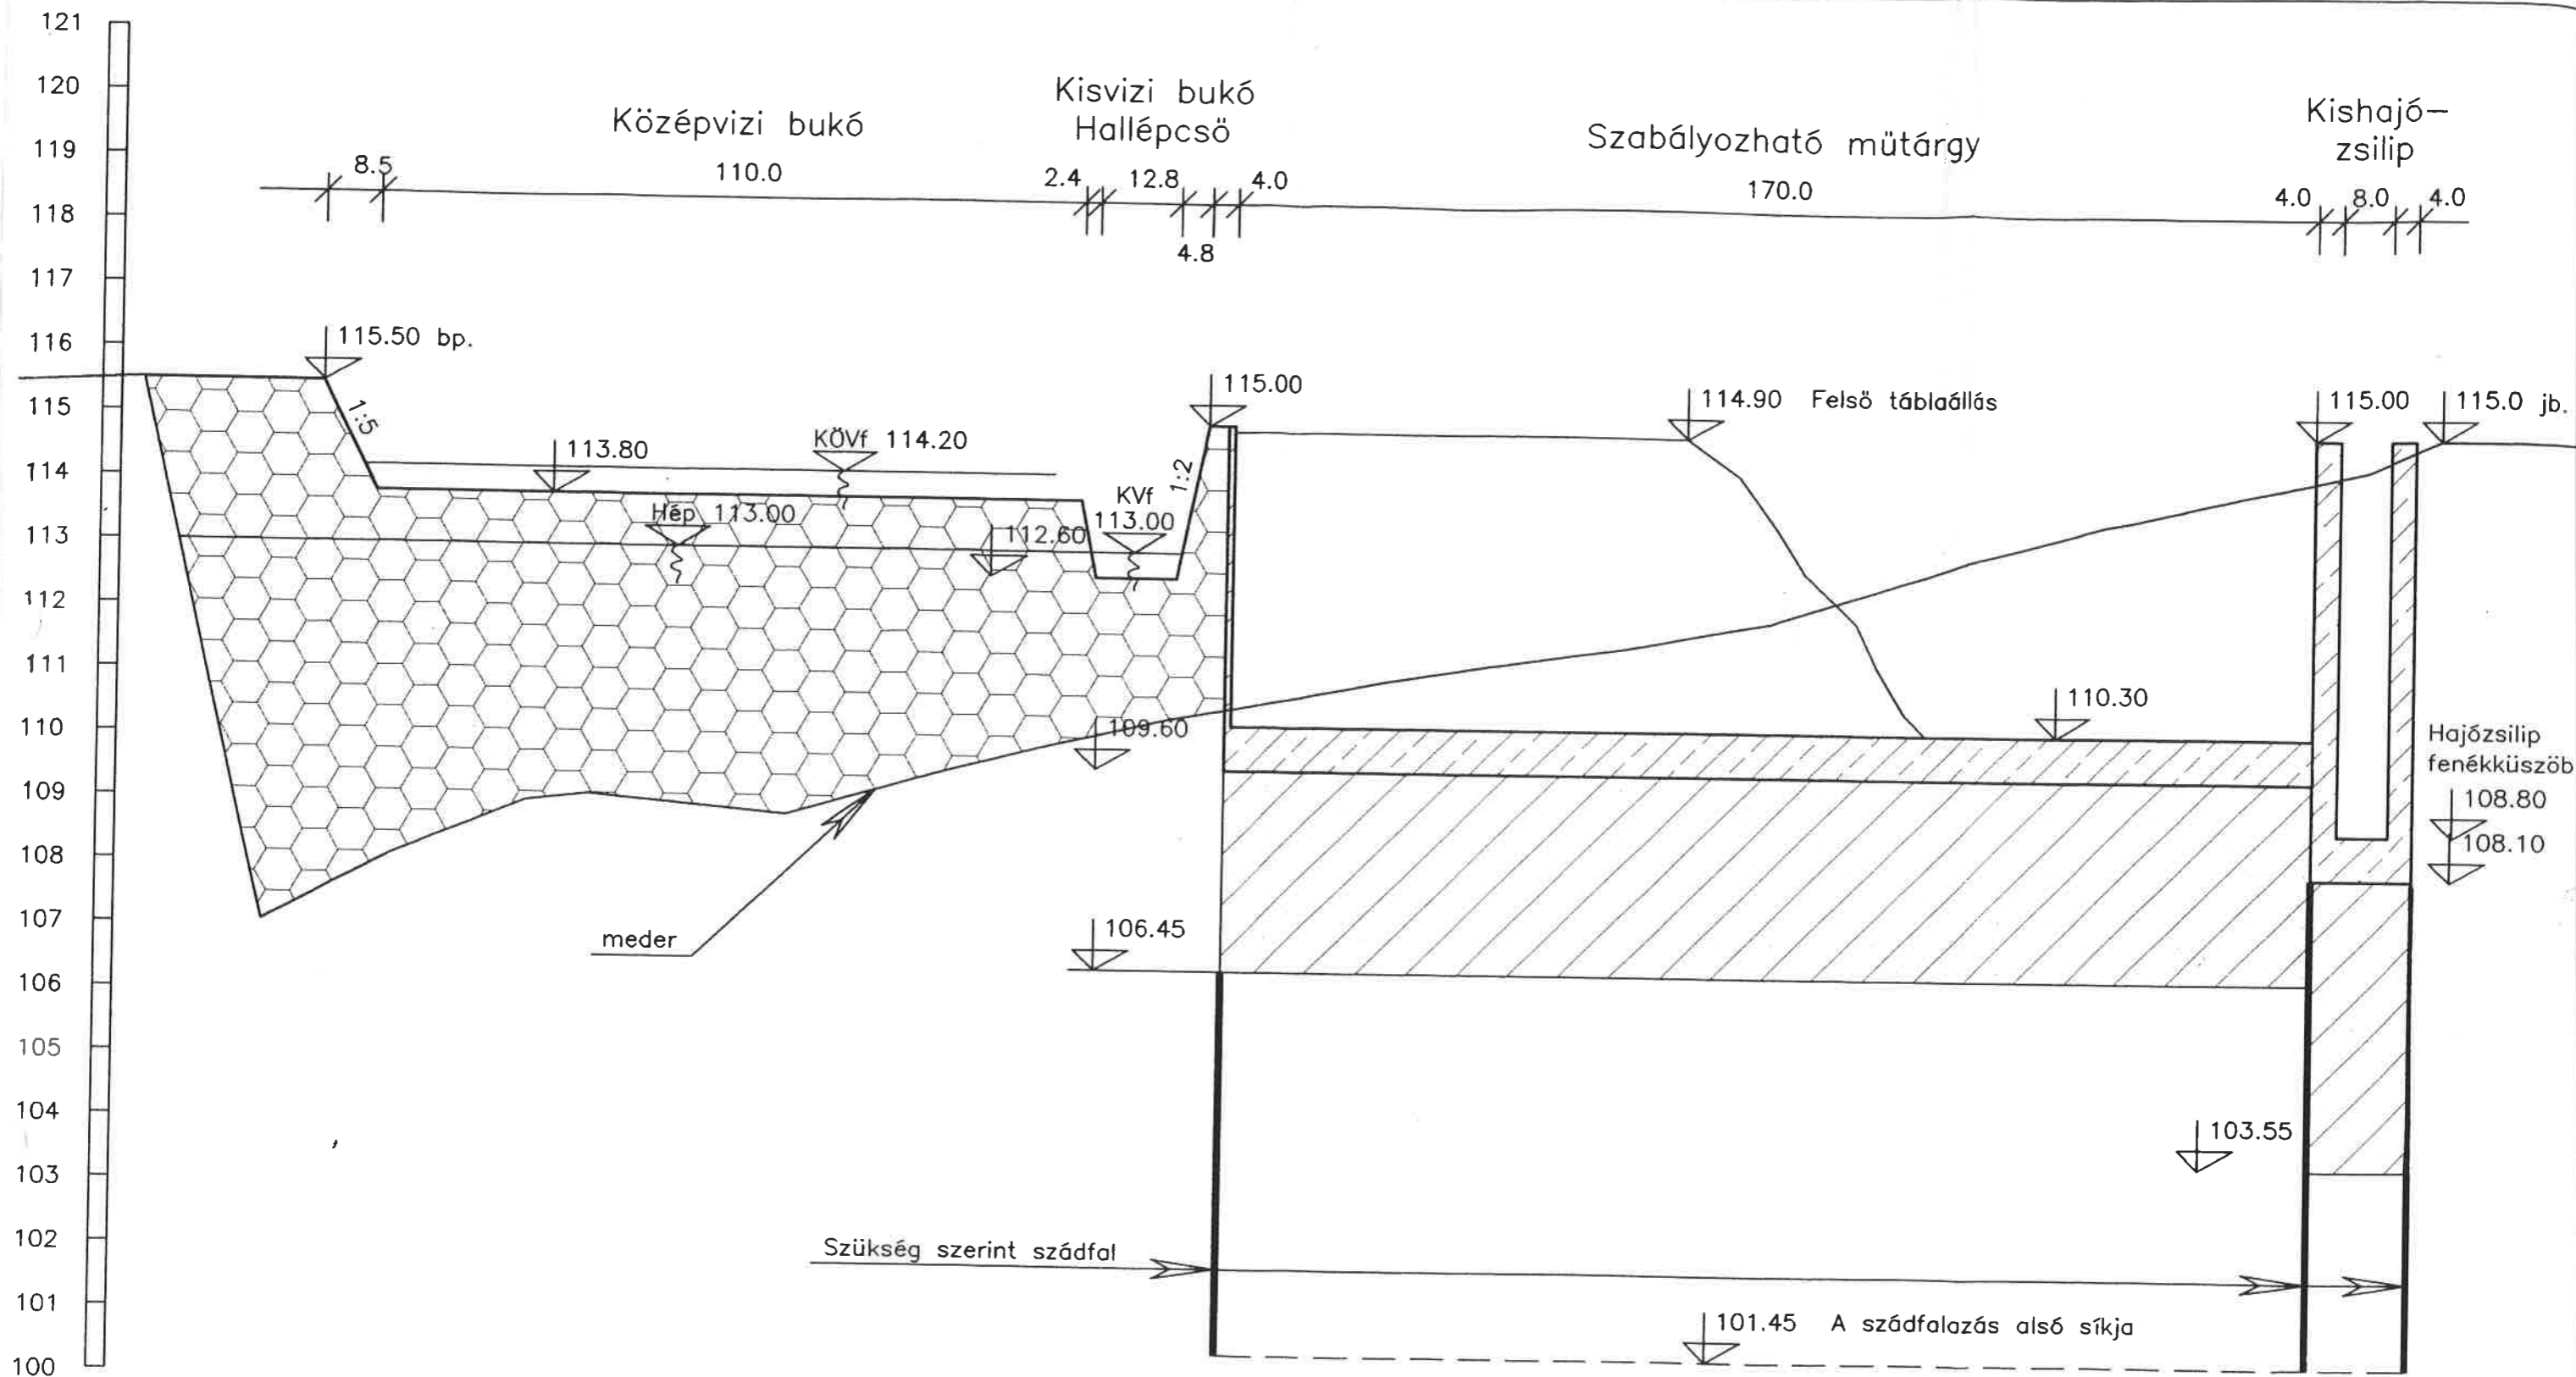 121
120
119
118
117
116
115
114
113
112
111
110
109
108
107
106
105
104
103
102
101
100
Középvizi bukó
Kisvizi bukó
Hallépcsö
Szabályozható mütárgy
Kishajó–
zsilip
8.5
110.0
2.4
12.8
4.8
4.0
170.0
4.0
8.0
4.0
115.50 bp.
1:5
113.80
KÖVf 114.20
Hép 113.00
112.60
KVf
113.00
1:2
115.00
114.90 Felsö táblaállás
115.00
115.0 jb.
110.30
109.60
Hajózsilip
fenékküszöb
108.80
108.10
meder
106.45
103.55
Szükség szerint szádfal
101.45 A szádfalazás alsó síkja